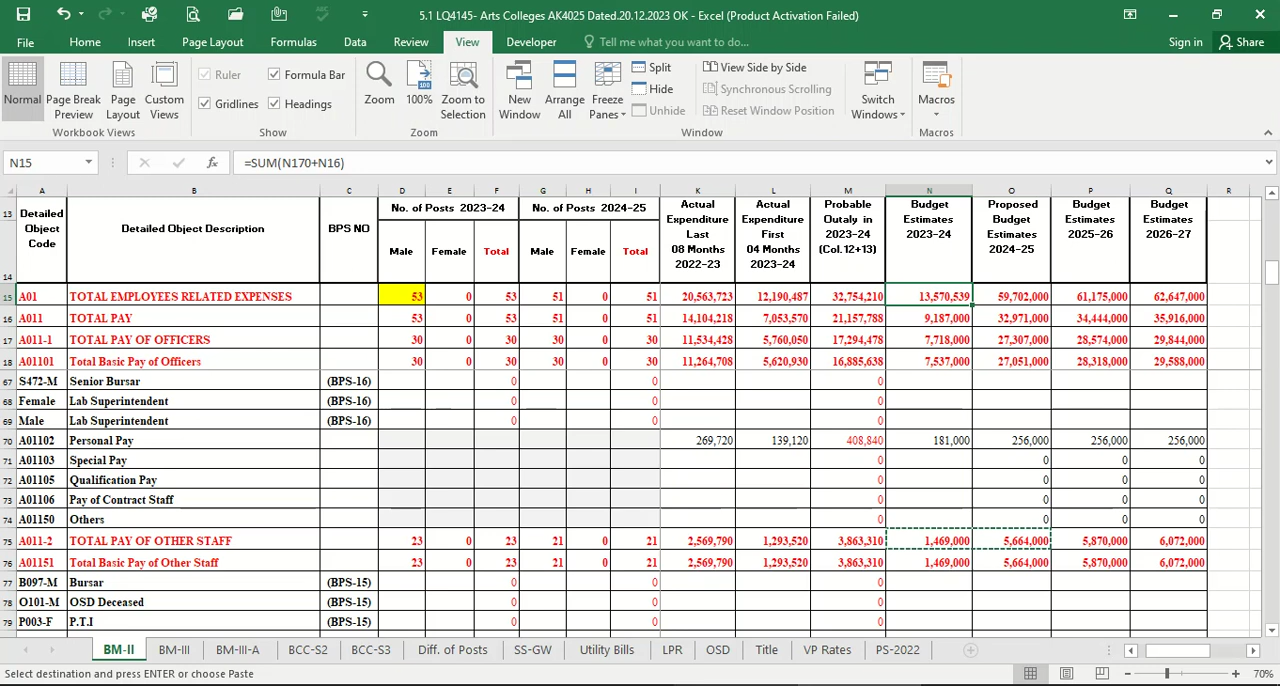 5.1 LQ4145- Arts Colleges AK4025 Dated.20.12.2023 OK - Excel (Product Activation Failed)
File Home Insert Page Layout Formulas Data Review View Developer Tell me what you want to do... Sign in Share
Normal Page Break Preview Page Layout Custom Views
Workbook Views
Ruler Formula Bar
Gridlines Headings
Show
Zoom 100% Zoom to Selection
Zoom
New Window Arrange All Freeze Panes
Split View Side by Side
Hide Synchronous Scrolling
Unhide Reset Window Position
Switch Windows
Window
Macros
Macros
N15 fx =SUM(N170+N16)
A B C D E F G H I K L M N O P Q R
13 Detailed Object Code Detailed Object Description BPS NO No. of Posts 2023-24 No. of Posts 2024-25 Actual Expenditure Last 08 Months 2022-23 Actual Expenditure First 04 Months 2023-24 Probable Outaly in 2023-24 (Col.12+13) Budget Estimates 2023-24 Proposed Budget Estimates 2024-25 Budget Estimates 2025-26 Budget Estimates 2026-27
14 Male Female Total Male Female Total
15 A01 TOTAL EMPLOYEES RELATED EXPENSES 53 0 53 51 0 51 20,563,723 12,190,487 32,754,210 13,570,539 59,702,000 61,175,000 62,647,000
16 A011 TOTAL PAY 53 0 53 51 0 51 14,104,218 7,053,570 21,157,788 9,187,000 32,971,000 34,444,000 35,916,000
17 A011-1 TOTAL PAY OF OFFICERS 30 0 30 30 0 30 11,534,428 5,760,050 17,294,478 7,718,000 27,307,000 28,574,000 29,844,000
18 A01101 Total Basic Pay of Officers 30 0 30 30 0 30 11,264,708 5,620,930 16,885,638 7,537,000 27,051,000 28,318,000 29,588,000
67 S472-M Senior Bursar (BPS-16) 0 0 0
68 Female Lab Superintendent (BPS-16) 0 0 0
69 Male Lab Superintendent (BPS-16) 0 0 0
70 A01102 Personal Pay 269,720 139,120 408,840 181,000 256,000 256,000 256,000
71 A01103 Special Pay 0 0 0 0
72 A01105 Qualification Pay 0 0 0 0
73 A01106 Pay of Contract Staff 0 0 0 0
74 A01150 Others 0 0 0 0
75 A011-2 TOTAL PAY OF OTHER STAFF 23 0 23 21 0 21 2,569,790 1,293,520 3,863,310 1,469,000 5,664,000 5,870,000 6,072,000
76 A01151 Total Basic Pay of Other Staff 23 0 23 21 0 21 2,569,790 1,293,520 3,863,310 1,469,000 5,664,000 5,870,000 6,072,000
77 B097-M Bursar (BPS-15) 0 0 0
78 O101-M OSD Deceased (BPS-15) 0 0 0
79 P003-F P.T.I (BPS-15) 0 0 0
BM-II BM-III BM-III-A BCC-S2 BCC-S3 Diff. of Posts SS-GW Utility Bills LPR OSD Title VP Rates PS-2022
Select destination and press ENTER or choose Paste 70%